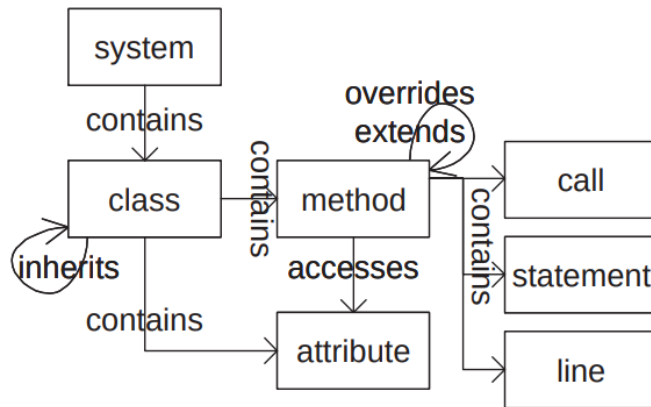 system
contains
class
inherits
contains
contains
method
overrides
extends
accesses
attribute
contains
call
statement
line